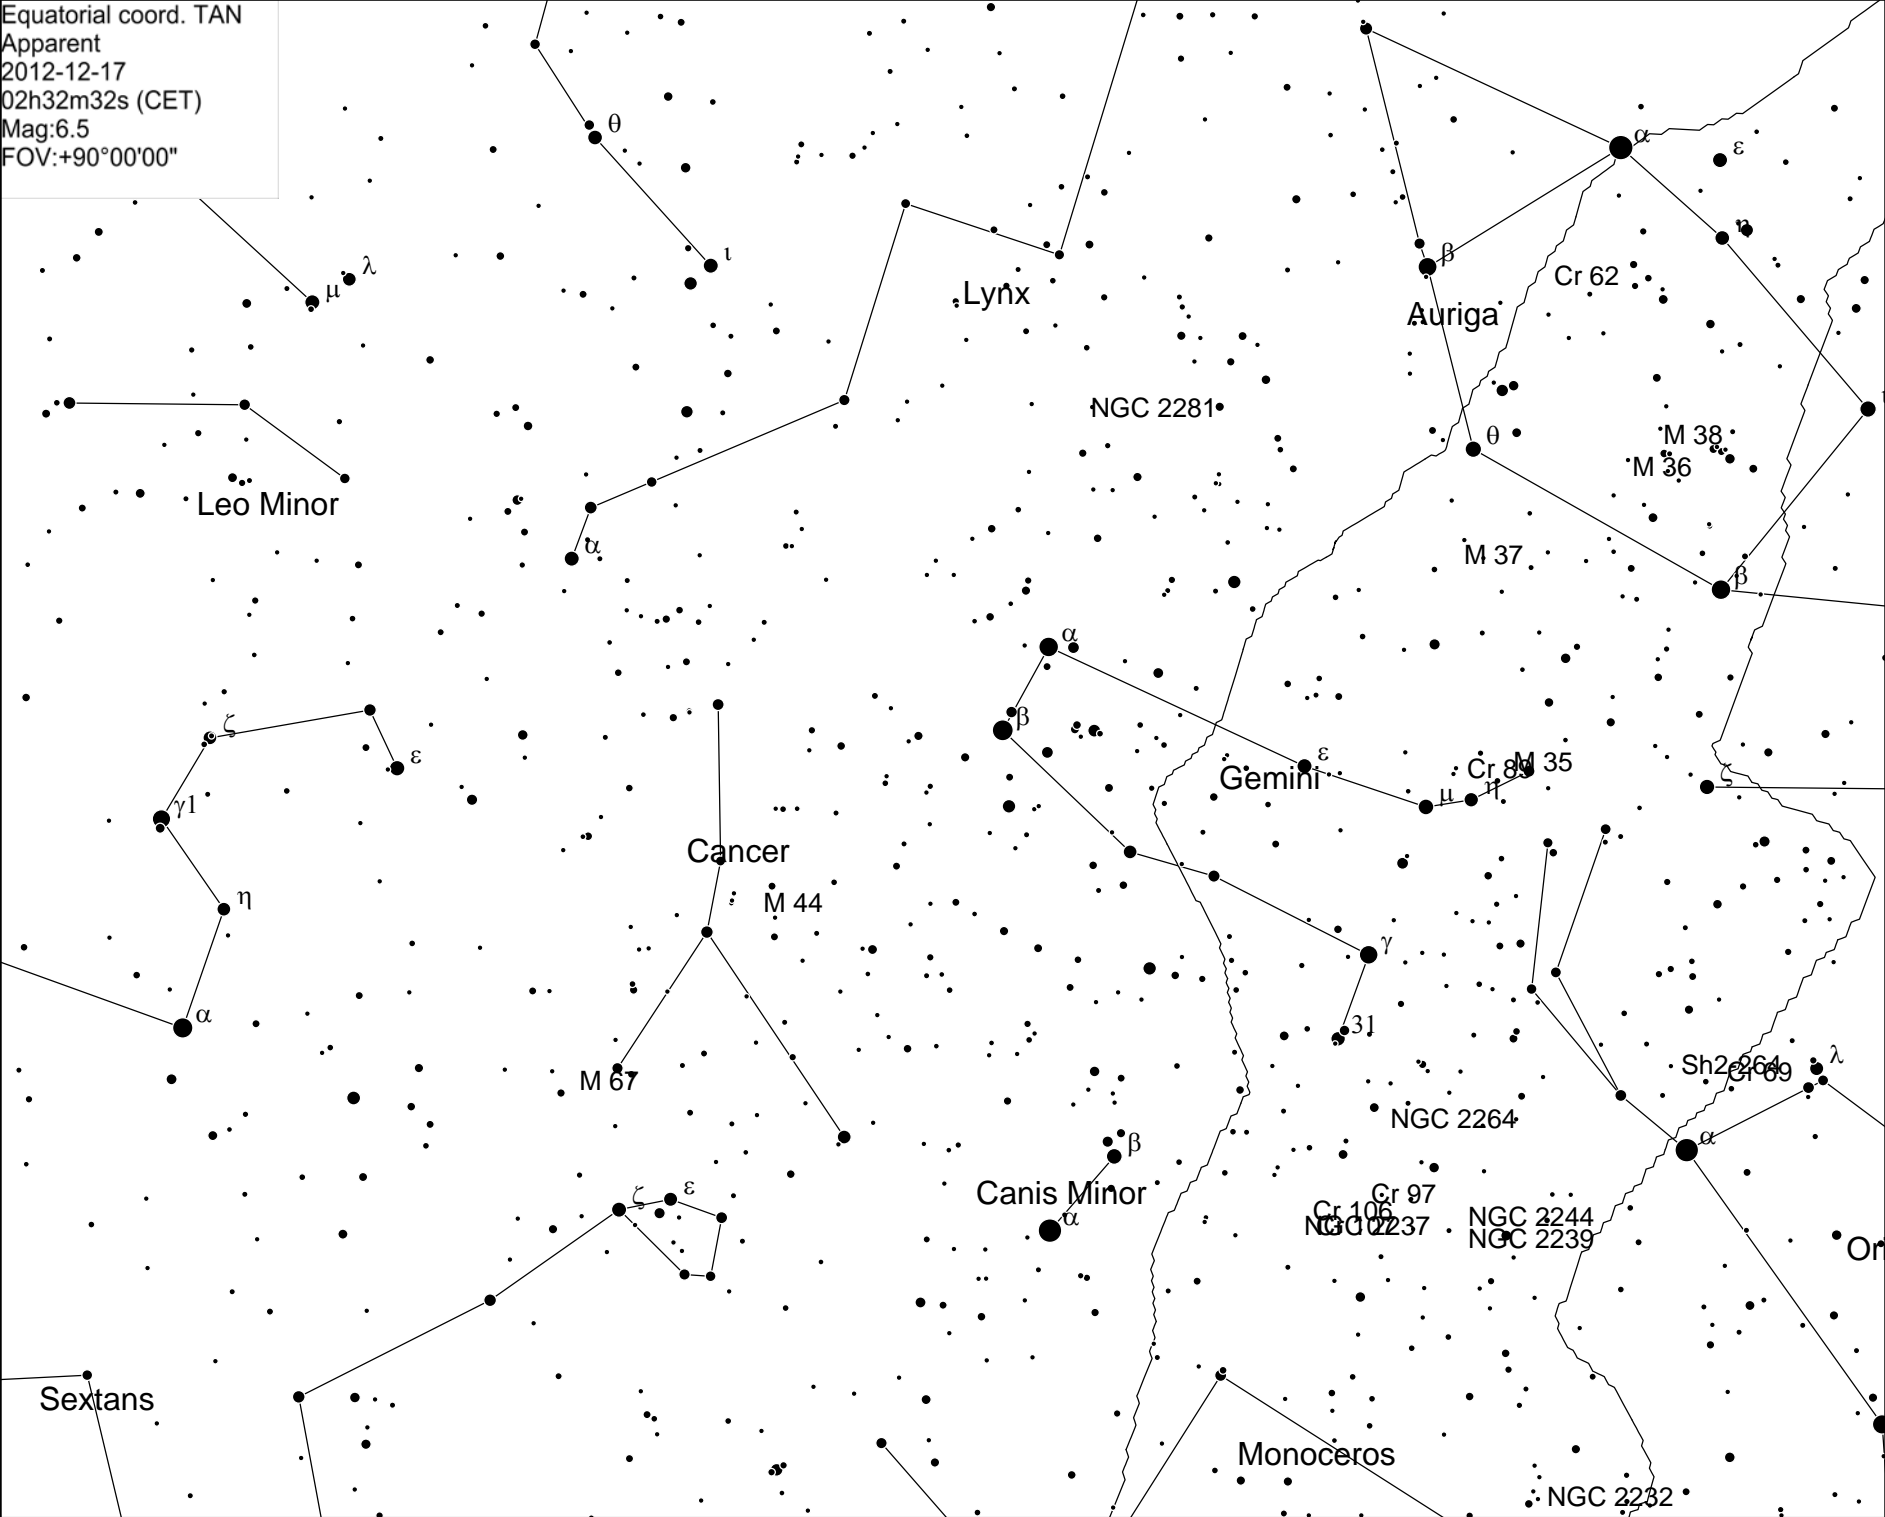 Equatorial coord. TAN
Apparent
2012-12-17
02h32m32s (CET)
Mag:6.5
FOV:+90°00'00"
θ
α
ε
η
ι
λ
μ
β
Cr 62
Lynx
Auriga
NGC 2281
θ
M 38
M 36
Leo Minor
α
M 37
β
α
ζ
β
ε
ε
Gemini
Cr 89
M 35
ζ
μ
η
γ1
Cancer
η
M 44
γ
α
31
Sh2-264
Cr 69
λ
M 67
NGC 2264
α
β
ζ
ε
Canis Minor
α
Cr 97
Cr 106
NGC 2237
Cr 107
NGC 2244
NGC 2239
Or
Sextans
Monoceros
NGC 2232